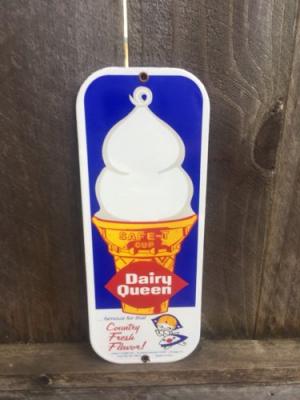 SAFE-T
CUP
Dairy
Queen
famous for that
Country
Fresh
Flavor!